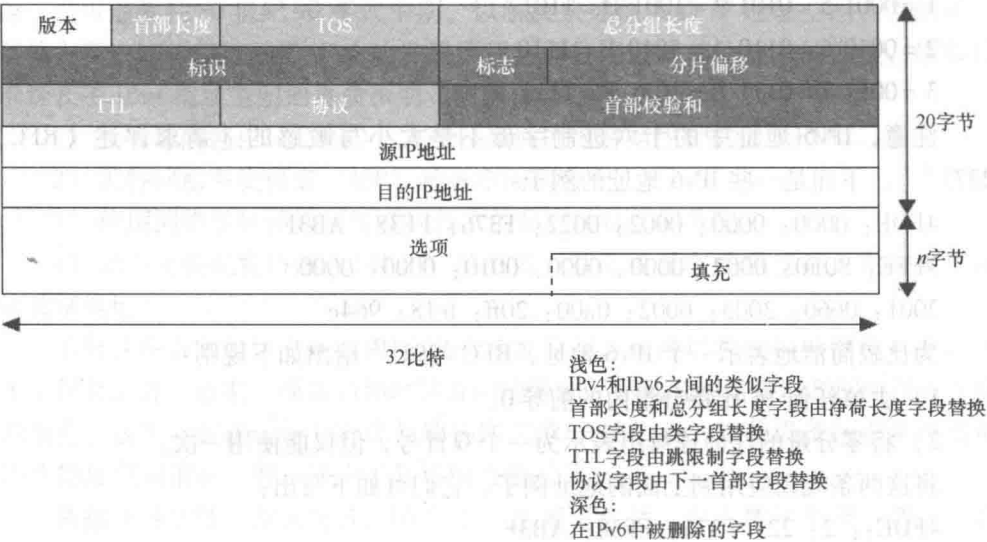 版本 首部长度 TOS 总分组长度
标识 标志 分片偏移
TTL 协议 首部校验和
20字节
源IP地址
目的IP地址
选项
n字节
填充
32比特
浅色：
IPv4和IPv6之间的类似字段
首部长度和总分组长度字段由净荷长度字段替换
TOS字段由类字段替换
TTL字段由跳限制字段替换
协议字段由下一首部字段替换
深色：
在IPv6中被删除的字段